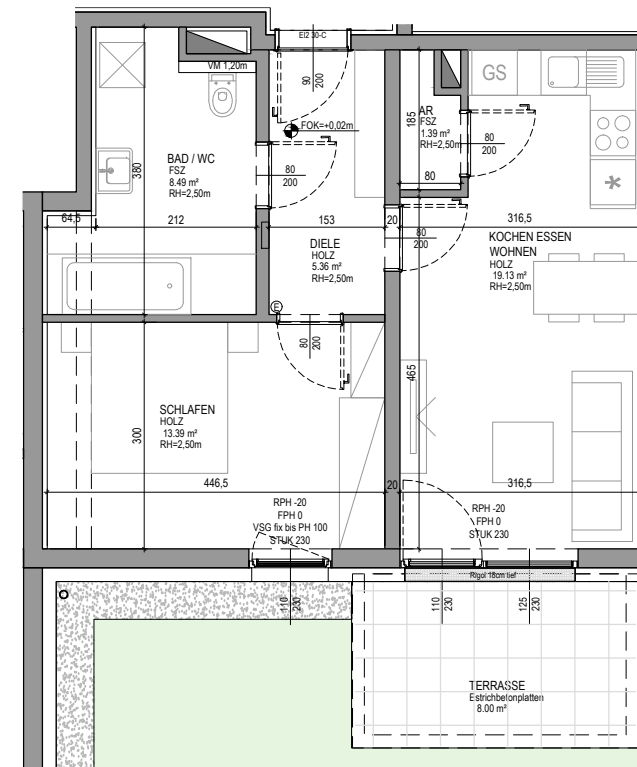 EI2 30-C
90
200
VM 1,20m
GS
AR
FSZ
1.39 m²
RH=2,50m
185
80
80
200
FOK=+0,02m
BAD / WC
FSZ
8.49 m²
RH=2,50m
380
80
200
64,5
212
153
20
316,5
80
200
DIELE
HOLZ
5.36 m²
RH=2,50m
KOCHEN ESSEN
WOHNEN
HOLZ
19.13 m²
RH=2,50m
E
80
200
465
SCHLAFEN
HOLZ
13.39 m²
RH=2,50m
300
446,5
20
316,5
RPH -20
FPH 0
VSG fix bis PH 100
STUK 230
RPH -20
FPH 0
STUK 230
Rigol 18cm tief
110
230
110
230
125
230
TERRASSE
Estrichbetonplatten
8.00 m²